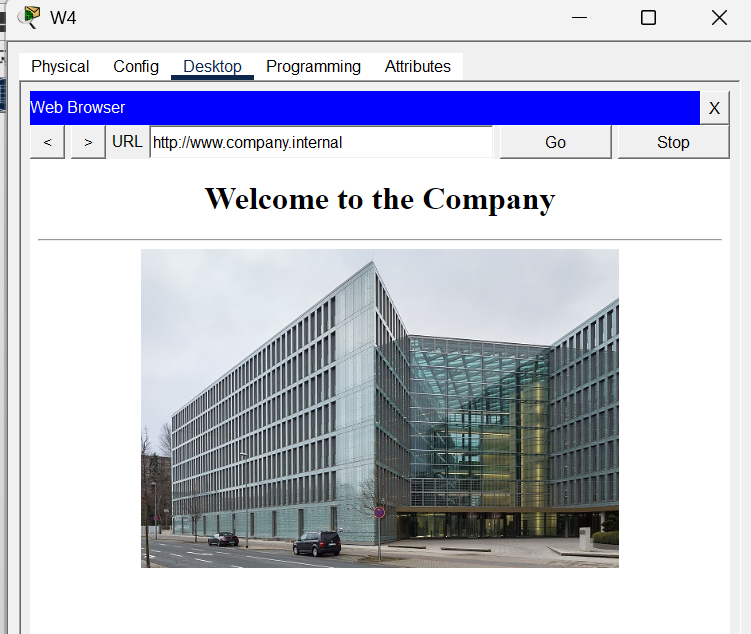 W4
Physical Config Desktop Programming Attributes
Web Browser X
< > URL http://www.company.internal Go Stop
Welcome to the Company